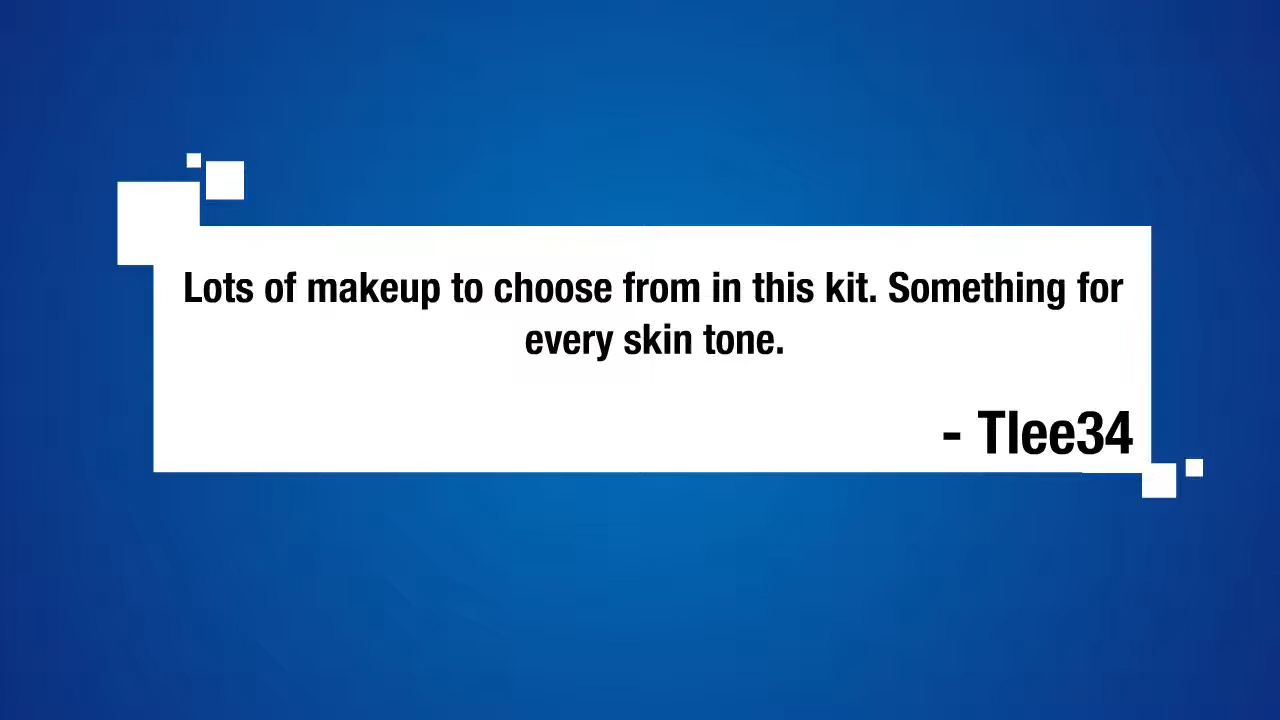 Lots of makeup to choose from in this kit. Something for
every skin tone.
- Tlee34